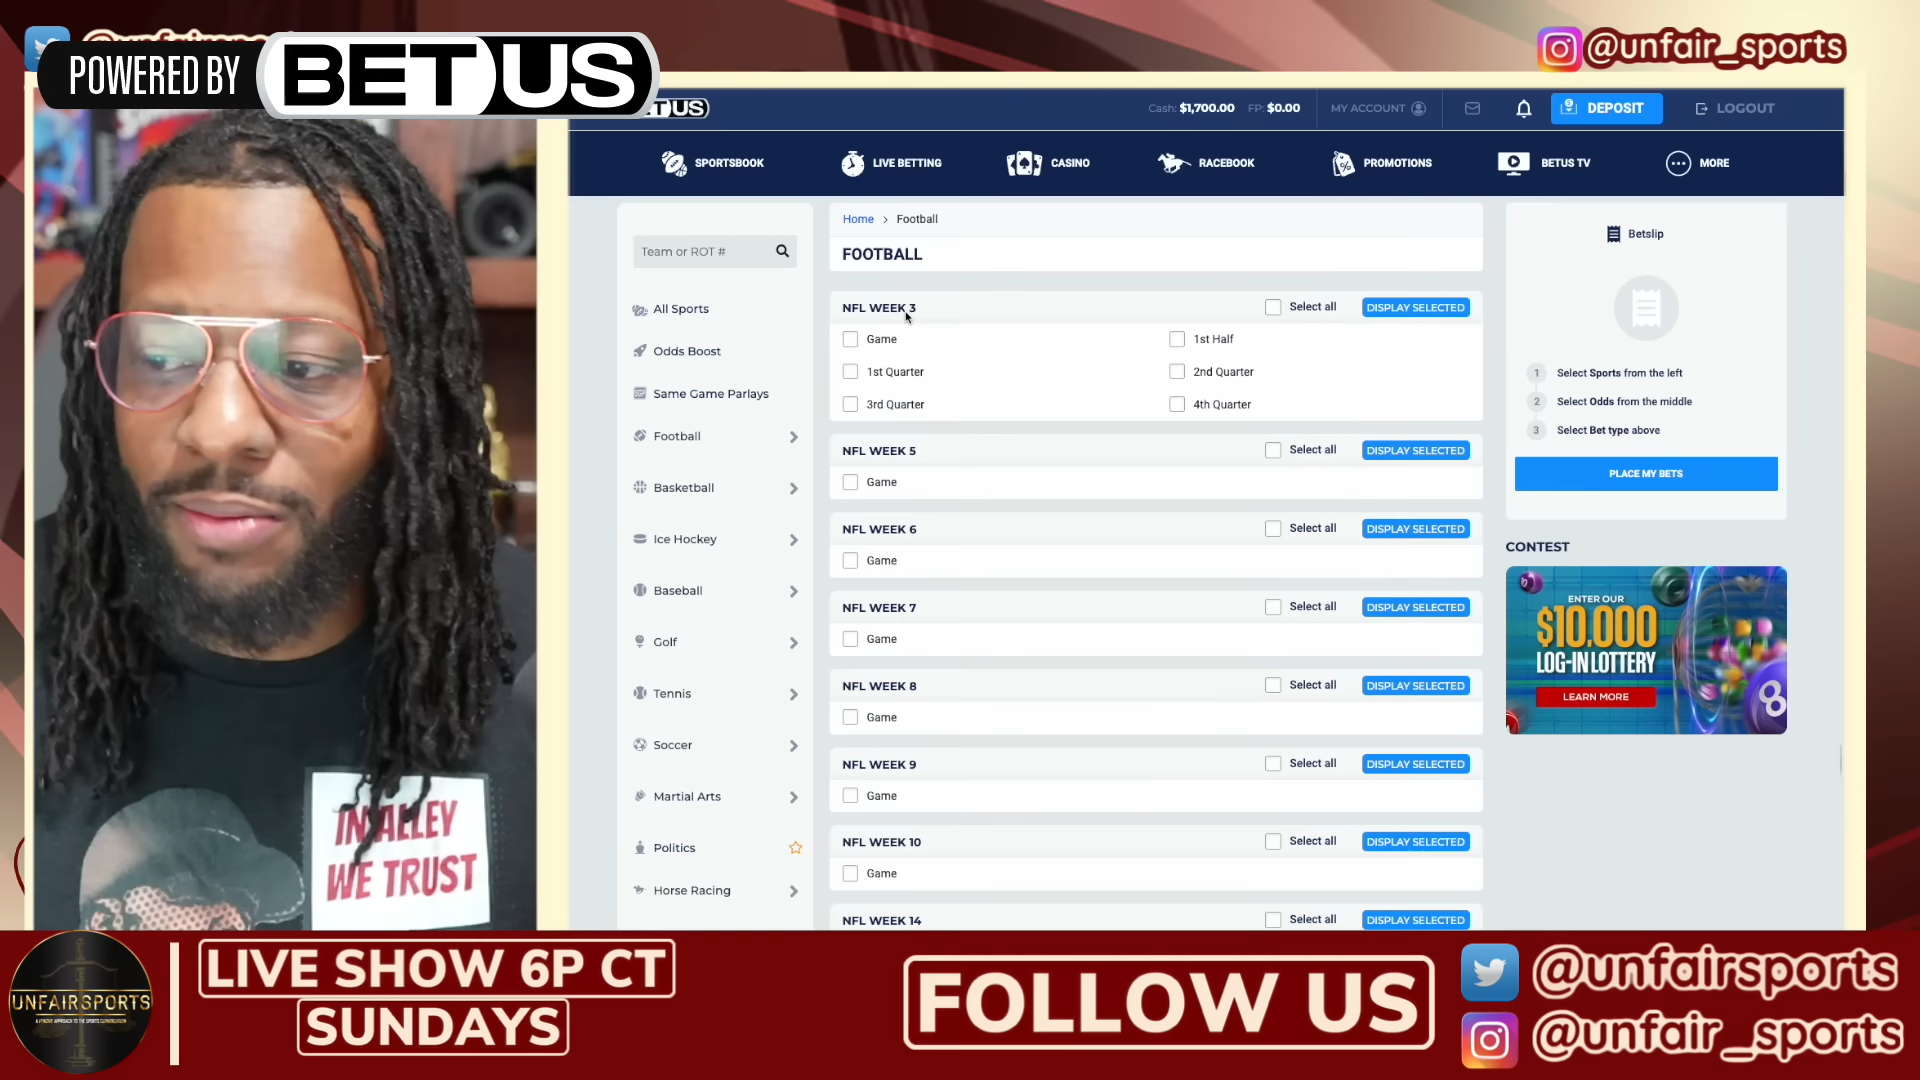 @unfair_sports
POWERED BY BETUS
BETUS
Cash: $1,700.00
FP: $0.00
MY ACCOUNT
DEPOSIT
LOGOUT
SPORTSBOOK
LIVE BETTING
CASINO
RACEBOOK
PROMOTIONS
BETUS TV
MORE
Team or ROT #
All Sports
Odds Boost
Same Game Parlays
Football
Basketball
Ice Hockey
Baseball
Golf
Tennis
Soccer
Martial Arts
Politics
Horse Racing
Home > Football
FOOTBALL
NFL WEEK 3 Select all DISPLAY SELECTED
Game 1st Half
1st Quarter 2nd Quarter
3rd Quarter 4th Quarter
NFL WEEK 5 Select all DISPLAY SELECTED
Game
NFL WEEK 6 Select all DISPLAY SELECTED
Game
NFL WEEK 7 Select all DISPLAY SELECTED
Game
NFL WEEK 8 Select all DISPLAY SELECTED
Game
NFL WEEK 9 Select all DISPLAY SELECTED
Game
NFL WEEK 10 Select all DISPLAY SELECTED
Game
NFL WEEK 14 Select all DISPLAY SELECTED
Betslip
1 Select Sports from the left
2 Select Odds from the middle
3 Select Bet type above
PLACE MY BETS
CONTEST
ENTER OUR
$10,000
LOG-IN LOTTERY
LEARN MORE
8
IN ALLEY
WE TRUST
UNFAIRSPORTS
LIVE SHOW 6P CT
SUNDAYS
FOLLOW US
@unfairsports
@unfair_sports